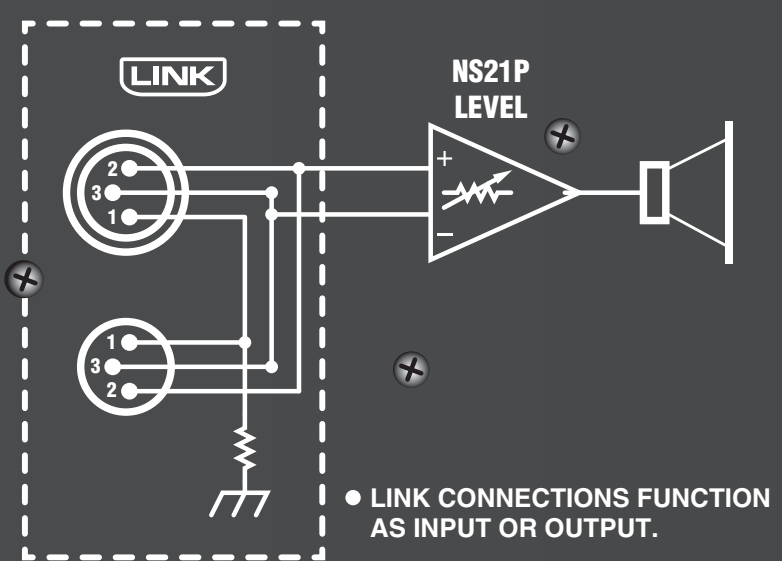 LINK
NS21P
LEVEL
2
3
1
+
−
1
3
2
● LINK CONNECTIONS FUNCTION
AS INPUT OR OUTPUT.